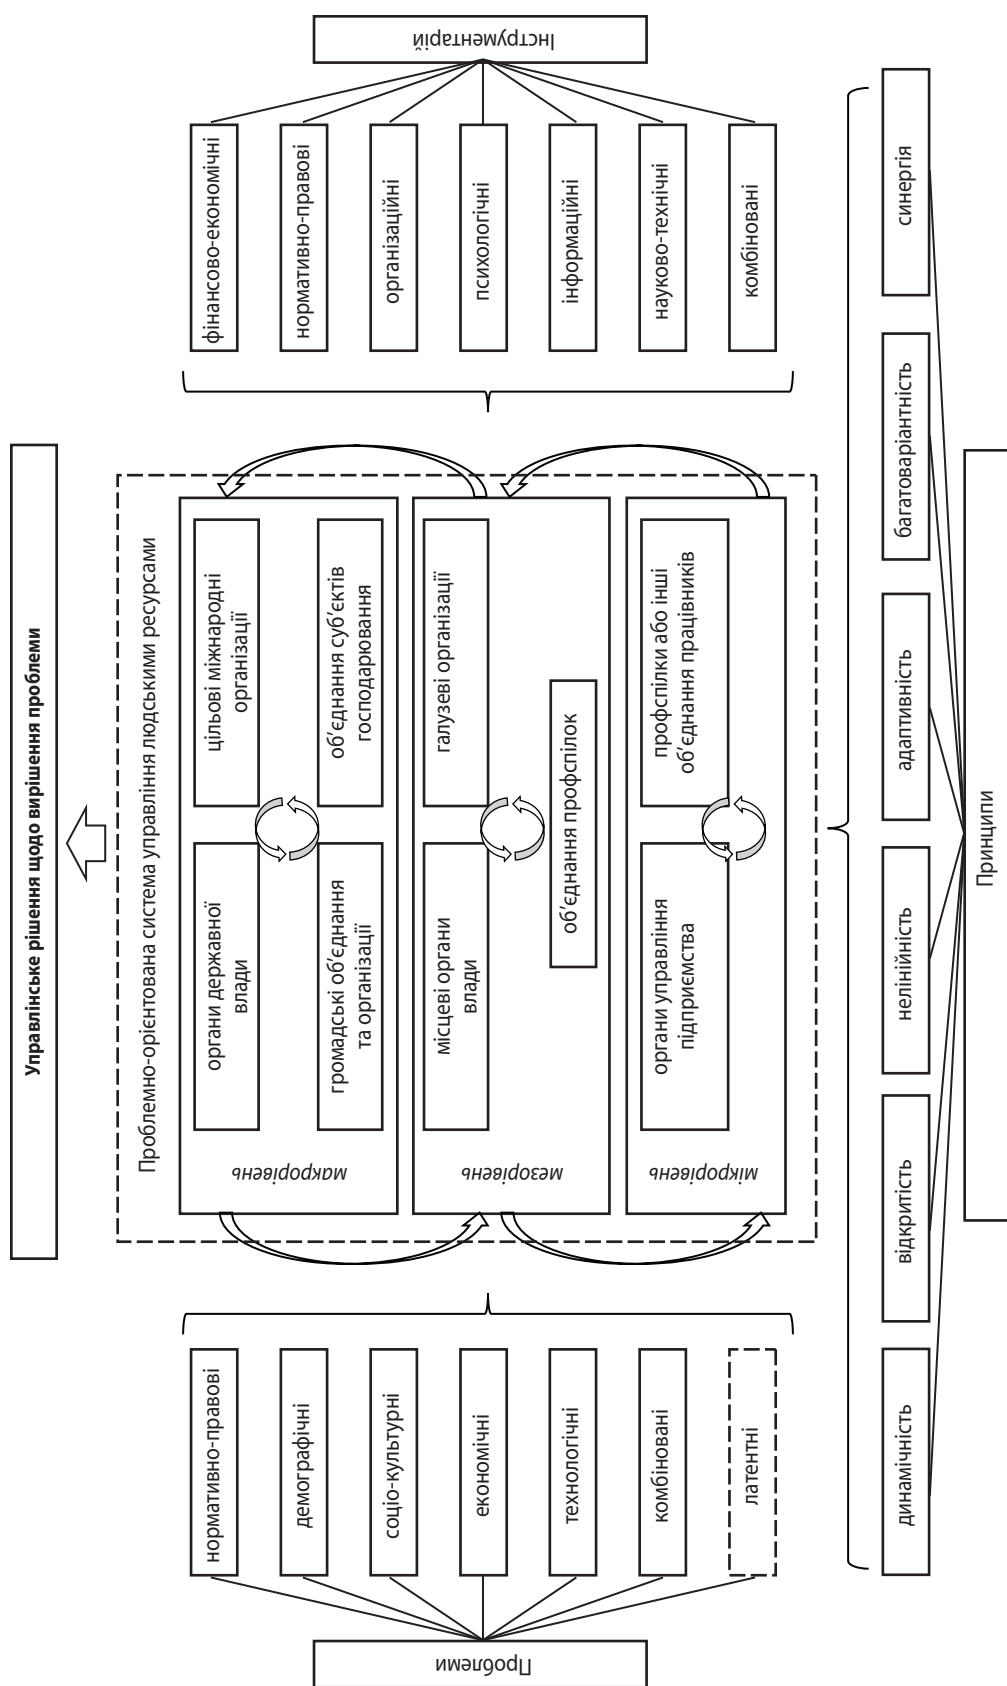 Управлінське рішення щодо вирішення проблеми
Проблемно-орієнтована система управління людськими ресурсами
Проблеми
нормативно-правові
демографічні
соціо-культурні
економічні
технологічні
комбіновані
латентні
макрорівень
органи державної
влади
цільові міжнародні
організації
громадські об’єднання
та організації
об’єднання суб’єктів
господарювання
мезорівень
місцеві органи
влади
галузеві організації
об’єднання профспілок
мікрорівень
органи управління
підприємства
профспілки або інші
об’єднання працівників
фінансово-економічні
нормативно-правові
організаційні
психологічні
інформаційні
науково-технічні
комбіновані
Інструментарій
динамічність
відкритість
нелінійність
адаптивність
багатоваріантність
синергія
Принципи